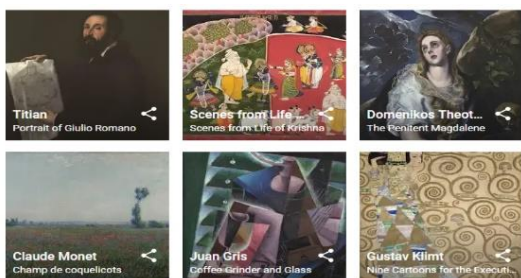 Titian
Portrait of Giulio Romano
Scenes from Life ...
Scenes from Life of Krishna
Domenikos Theot...
The Penitent Magdalene
Claude Monet
Champ de coquelicots
Juan Gris
Coffee Grinder and Glass
Gustav Klimt
Nine Cartoons for the Executi...